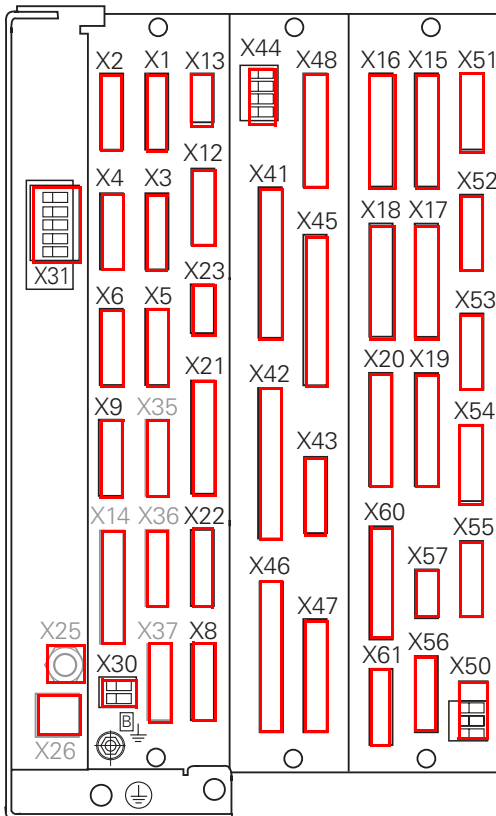 X44
X2 X1 X13 X48 X16 X15 X51
X12
X4 X3 X41 X52
X45 X18 X17
X31 X23
X6 X5 X53
X21 X42 X20 X19
X9 X35 X54
X43
X14 X36 X22 X60 X55
X46 X57
X25 X37 X8 X47
X30 X61 X56 X50
B
X26